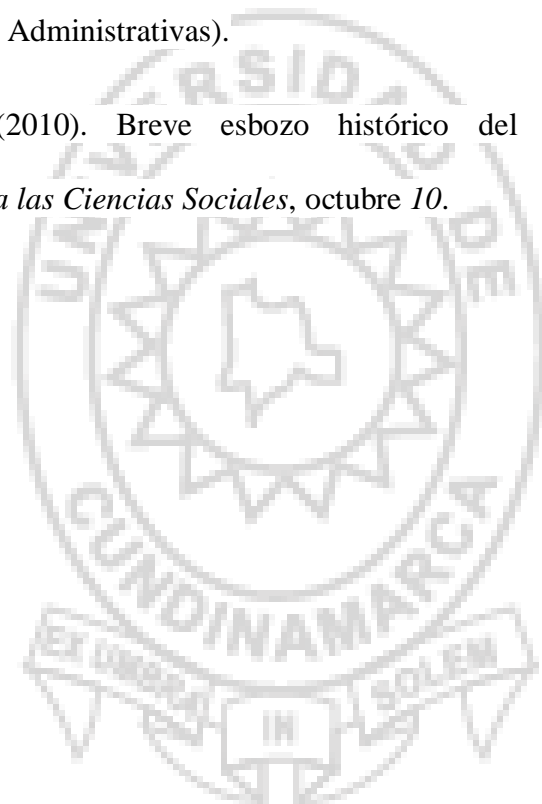 Administrativas).
(2010). Breve esbozo histórico del
a las Ciencias Sociales, octubre 10.
UNIVERSIDAD DE
CUNDINAMARCA
EX UMBRA
IN
SOLEM